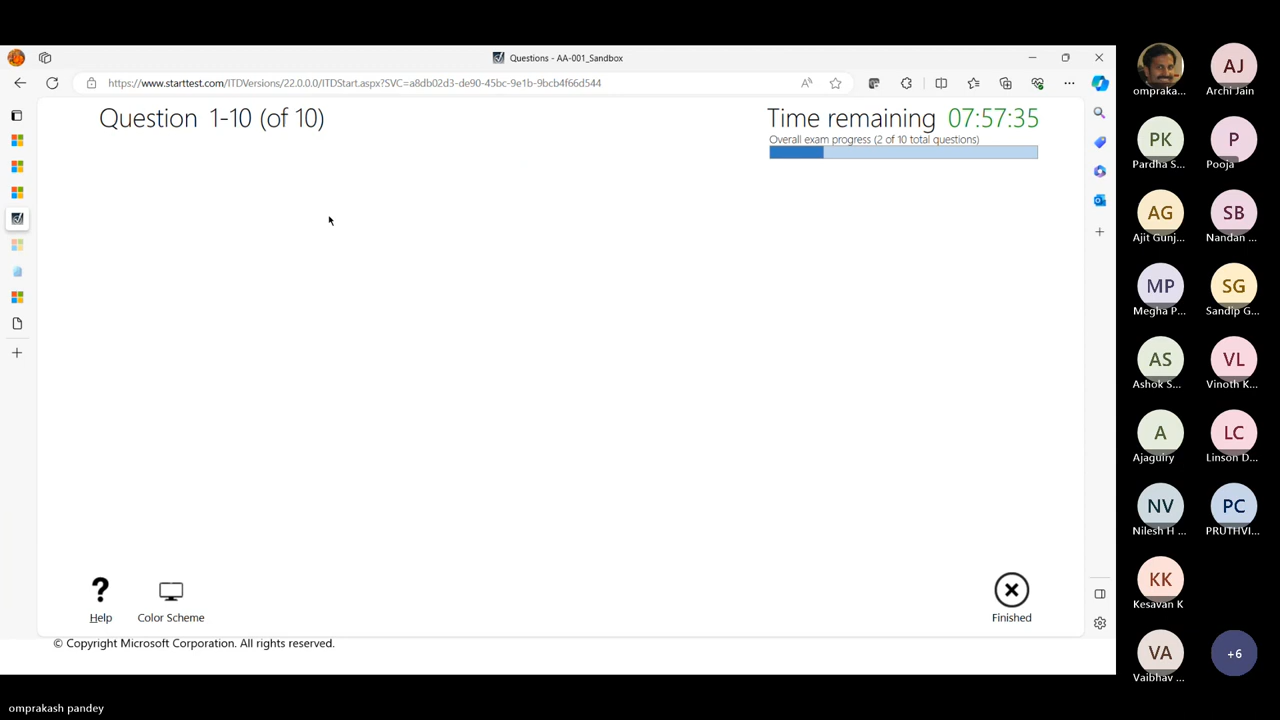 Questions - AA-001_Sandbox
https://www.starttest.com/ITDVersions/22.0.0.0/ITDStart.aspx?SVC=a8db02d3-de90-45bc-9e1b-9bcb4f66d544
Question 1-10 (of 10)
Time remaining 07:57:35
Overall exam progress (2 of 10 total questions)
? Help
Color Scheme
Finished
© Copyright Microsoft Corporation. All rights reserved.
omprakash pandey
ompraka...
AJ
Archi Jain
PK
Pardha S...
P
Pooja
AG
Ajit Gunj...
SB
Nandan ...
MP
Megha P...
SG
Sandip G...
AS
Ashok S...
VL
Vinoth K...
A
Ajaguiry
LC
Linson D...
NV
Nilesh H ...
PC
PRUTHVI...
KK
Kesavan K
VA
Vaibhav ...
+6